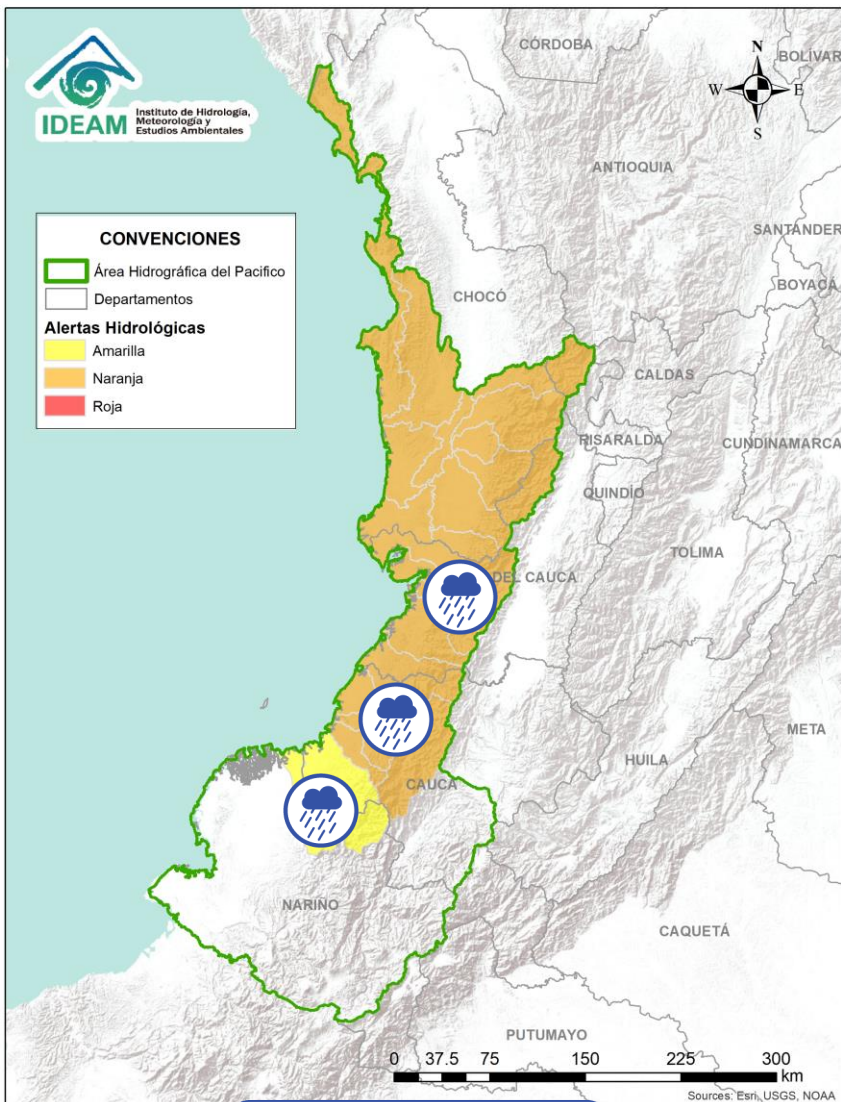 IDEAM
Instituto de Hidrología,
Meteorología y
Estudios Ambientales
CÓRDOBA
BOLÍVAR
N
W
E
S
ANTIOQUIA
SANTANDER
BOYACÁ
CONVENCIONES
Área Hidrográfica del Pacifico
Departamentos
Alertas Hidrológicas
Amarilla
Naranja
Roja
CHOCÓ
CALDAS
RISARALDA
CUNDINAMARCA
QUINDÍO
TOLIMA
DEL CAUCA
META
HUILA
CAUCA
NARIÑO
CAQUETÁ
PUTUMAYO
0 37.5 75 150 225 300
km
Sources: Esri, USGS, NOAA